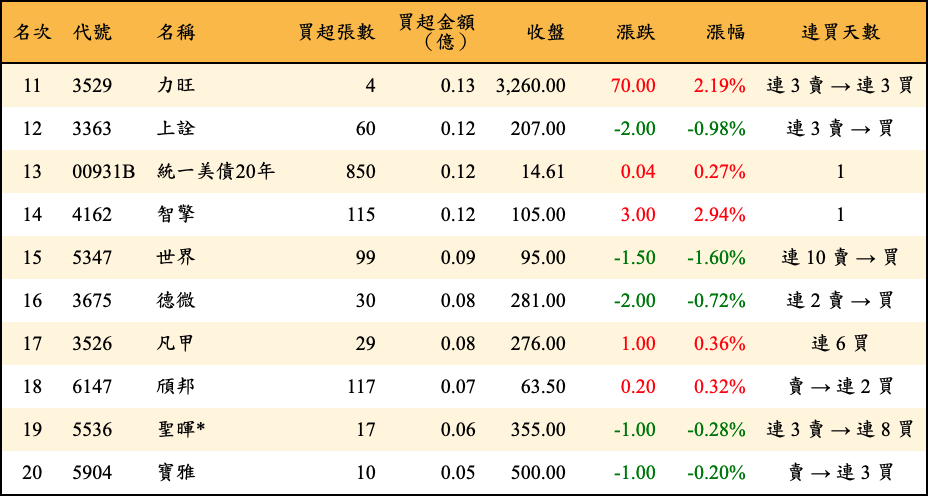 名次 代號 名稱 買超張數 買超金額（億） 收盤 漲跌 漲幅 連買天數
11 3529 力旺 4 0.13 3,260.00 70.00 2.19% 連 3 賣 → 連 3 買
12 3363 上詮 60 0.12 207.00 -2.00 -0.98% 連 3 賣 → 買
13 00931B 統一美債20年 850 0.12 14.61 0.04 0.27% 1
14 4162 智擎 115 0.12 105.00 3.00 2.94% 1
15 5347 世界 99 0.09 95.00 -1.50 -1.60% 連 10 賣 → 買
16 3675 德微 30 0.08 281.00 -2.00 -0.72% 連 2 賣 → 買
17 3526 凡甲 29 0.08 276.00 1.00 0.36% 連 6 買
18 6147 頎邦 117 0.07 63.50 0.20 0.32% 賣 → 連 2 買
19 5536 聖暉* 17 0.06 355.00 -1.00 -0.28% 連 3 賣 → 連 8 買
20 5904 寶雅 10 0.05 500.00 -1.00 -0.20% 賣 → 連 3 買